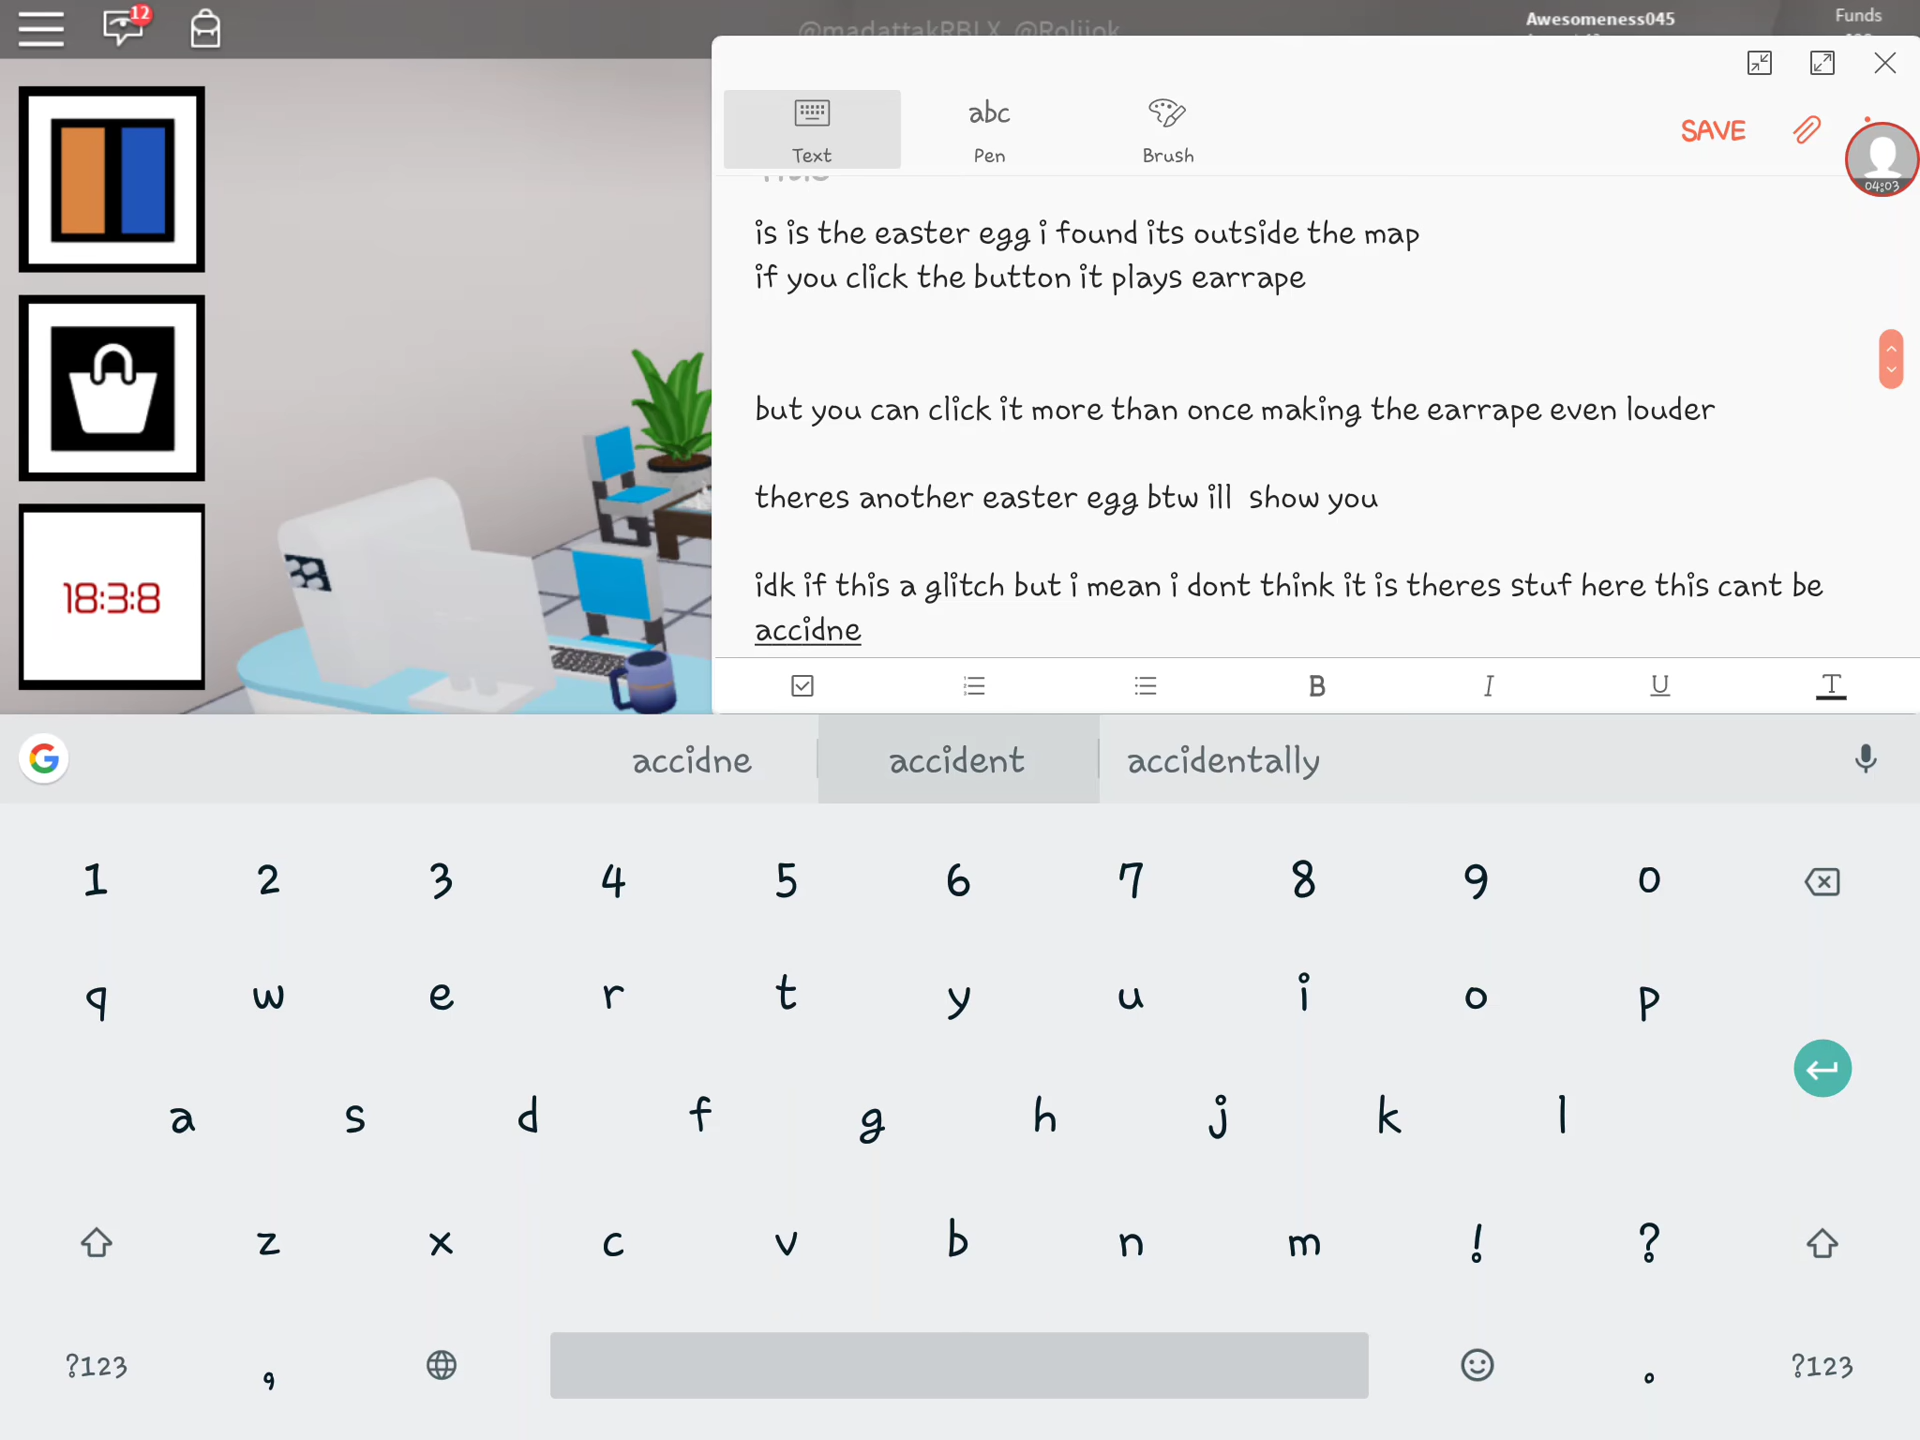 12
@madattakRBLX @Rolijok
Awesomeness045
Funds
Text
abc
Pen
Brush
SAVE
04:03
Title
is is the easter egg i found its outside the map
if you click the button it plays earrape
but you can click it more than once making the earrape even louder
theres another easter egg btw ill  show you
idk if this a glitch but i mean i dont think it is theres stuf here this cant be
accidne
18:3:8
B I U T
G accidne accident accidentally
1 2 3 4 5 6 7 8 9 0
q w e r t y u i o p
a s d f g h j k l
z x c v b n m ! ?
?123 , . ?123